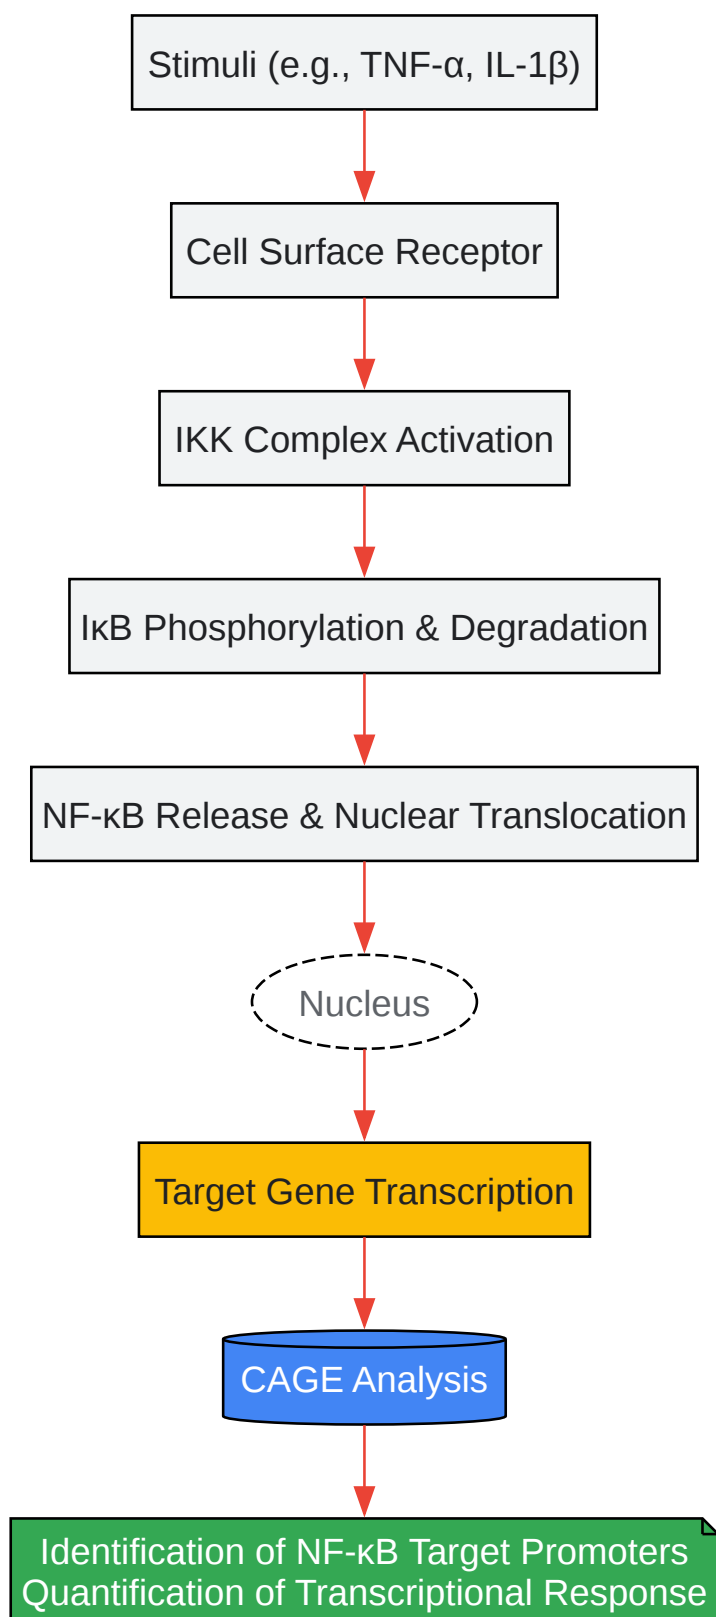 Stimuli (e.g., TNF-α, IL-1β)
Cell Surface Receptor
IKK Complex Activation
IκB Phosphorylation & Degradation
NF-κB Release & Nuclear Translocation
Nucleus
Target Gene Transcription
CAGE Analysis
Identification of NF-κB Target Promoters
Quantification of Transcriptional Response